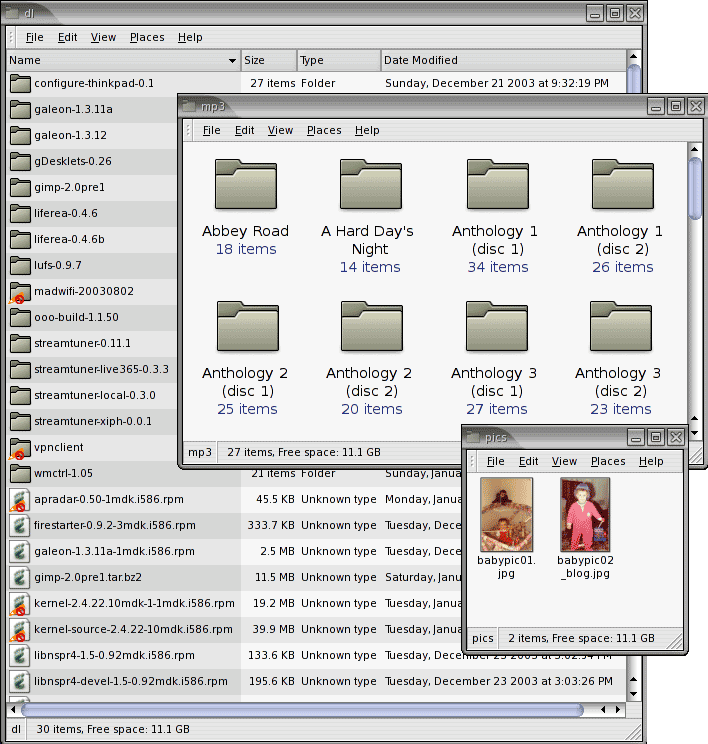 dl
File Edit View Places Help
Name Size Type Date Modified
configure-thinkpad-0.1 27 items Folder Sunday, December 21 2003 at 9:32:19 PM
galeon-1.3.11a
galeon-1.3.12
gDesklets-0.26
gimp-2.0pre1
liferea-0.4.6
liferea-0.4.6b
lufs-0.9.7
madwifi-20030802
ooo-build-1.1.50
streamtuner-0.11.1
streamtuner-live365-0.3.3
streamtuner-local-0.3.0
streamtuner-xiph-0.0.1
vpnclient
wmctrl-1.05 21 items Folder Sunday, Janua
apradar-0.50-1mdk.i586.rpm 45.5 KB Unknown type Monday, Janua
firestarter-0.9.2-3mdk.i586.rpm 333.7 KB Unknown type Tuesday, Dece
galeon-1.3.11a-1mdk.i586.rpm 2.5 MB Unknown type Tuesday, Dece
gimp-2.0pre1.tar.bz2 11.5 MB Unknown type Saturday, Janua
kernel-2.4.22.10mdk-1-1mdk.i586.rpm 19.2 MB Unknown type Tuesday, Janua
kernel-source-2.4.22-10mdk.i586.rpm 39.9 MB Unknown type Tuesday, Janua
libnspr4-1.5-0.92mdk.i586.rpm 133.6 KB Unknown type Tuesday, December 23 2003 at 3:02:54 PM
libnspr4-devel-1.5-0.92mdk.i586.rpm 195.6 KB Unknown type Tuesday, December 23 2003 at 3:03:26 PM
dl 30 items, Free space: 11.1 GB
mp3
File Edit View Places Help
Abbey Road
18 items
A Hard Day's
Night
14 items
Anthology 1
(disc 1)
34 items
Anthology 1
(disc 2)
26 items
Anthology 2
(disc 1)
25 items
Anthology 2
(disc 2)
20 items
Anthology 3
(disc 1)
27 items
Anthology 3
(disc 2)
23 items
mp3 27 items, Free space: 11.1 GB
pics
File Edit View Places Help
babypic01.
jpg
babypic02
_blog.jpg
pics 2 items, Free space: 11.1 GB